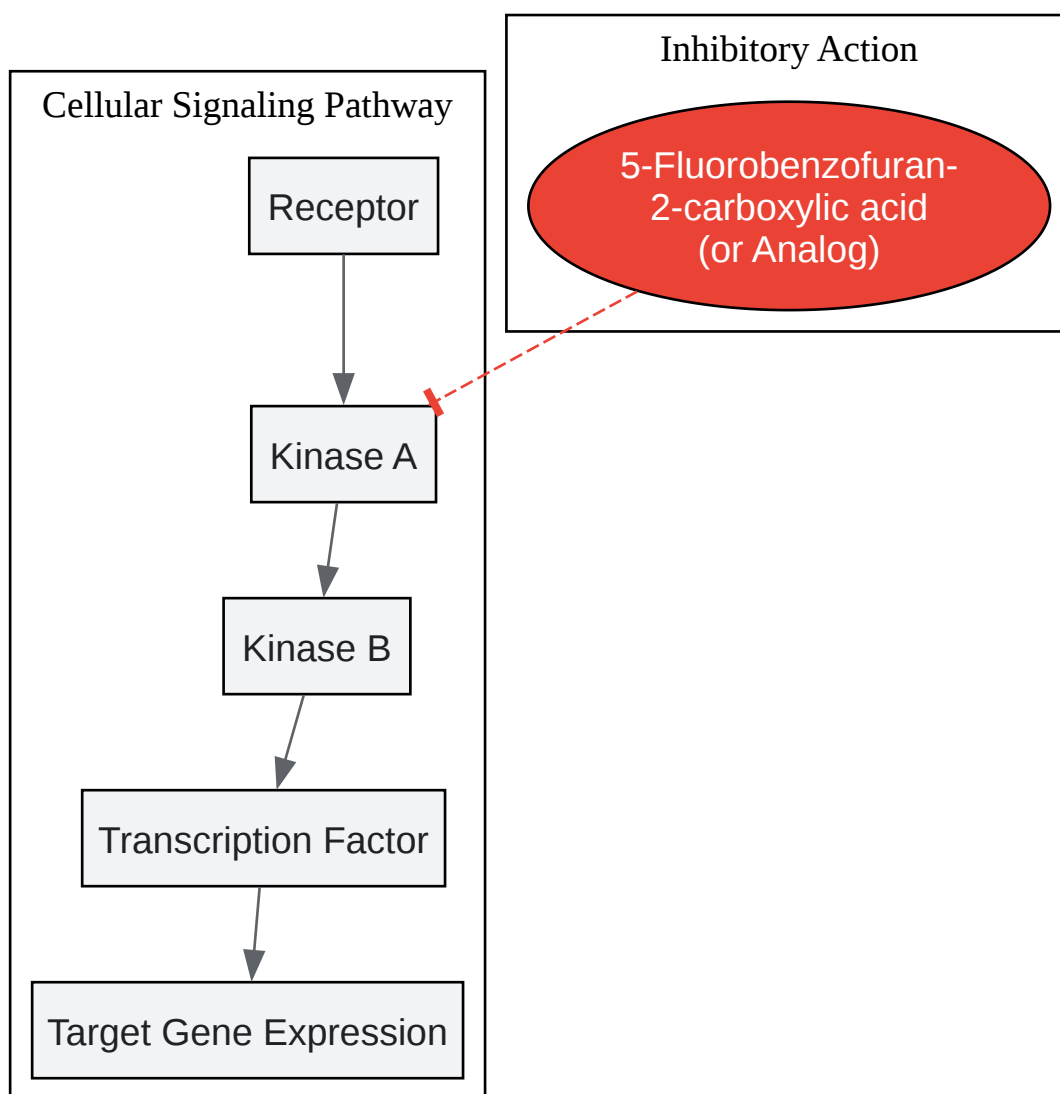 Cellular Signaling Pathway
Receptor
Kinase A
Kinase B
Transcription Factor
Target Gene Expression
Inhibitory Action
5-Fluorobenzofuran-
2-carboxylic acid
(or Analog)